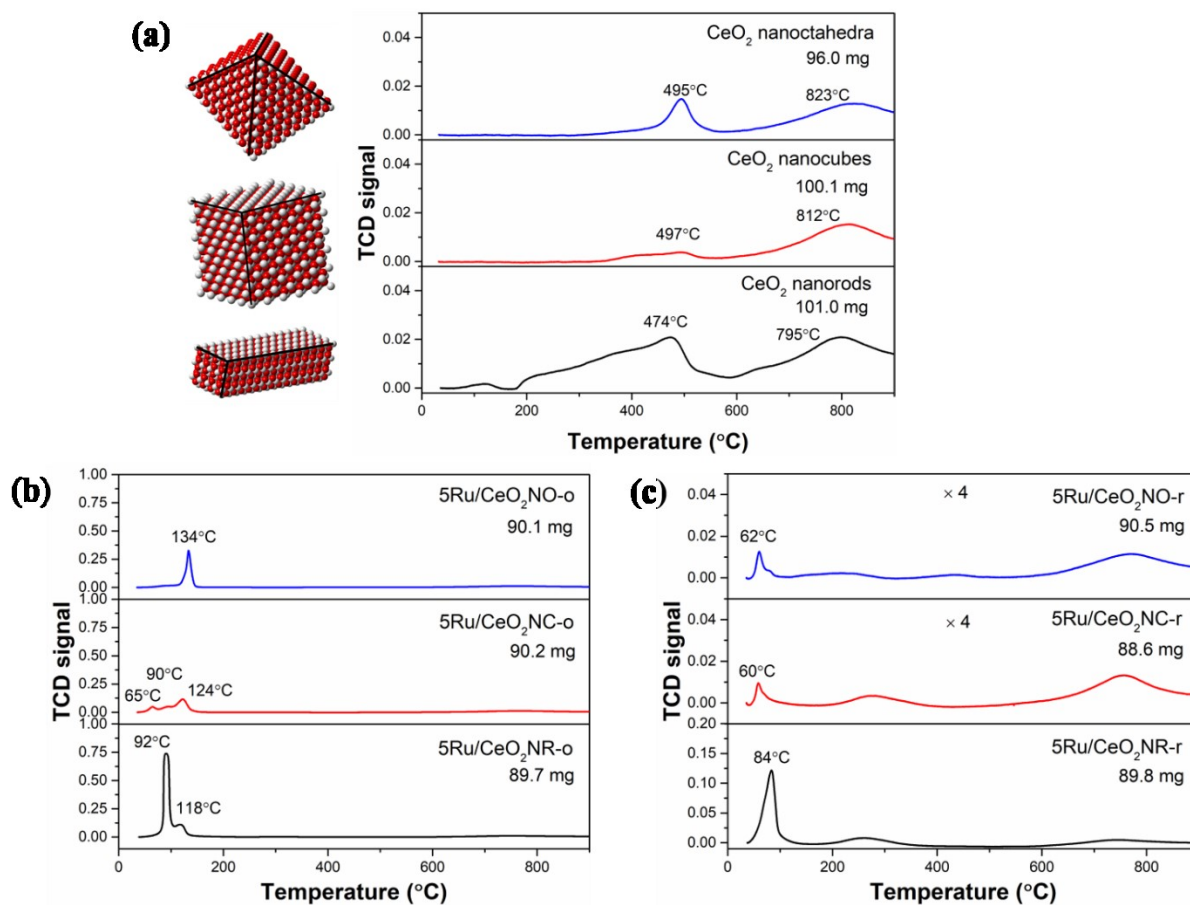 (a)
CeO2 nanoctahedra
96.0 mg
495°C
823°C
0.04
0.02
0.00
CeO2 nanocubes
100.1 mg
497°C
812°C
0.04
0.02
0.00
CeO2 nanorods
101.0 mg
474°C
795°C
0.04
0.02
0.00
TCD signal
0 200 400 600 800
Temperature (°C)
(b)
1.00
0.75
0.50
0.25
0.00
5Ru/CeO2NO-o
90.1 mg
134°C
1.00
0.75
0.50
0.25
0.00
5Ru/CeO2NC-o
90.2 mg
65°C
90°C
124°C
1.00
0.75
0.50
0.25
0.00
5Ru/CeO2NR-o
89.7 mg
92°C
118°C
TCD signal
0 200 400 600 800
Temperature (°C)
(c)
0.04
0.02
0.00
× 4
5Ru/CeO2NO-r
90.5 mg
62°C
0.04
0.02
0.00
× 4
5Ru/CeO2NC-r
88.6 mg
60°C
0.20
0.15
0.10
0.05
0.00
5Ru/CeO2NR-r
89.8 mg
84°C
TCD signal
0 200 400 600 800
Temperature (°C)